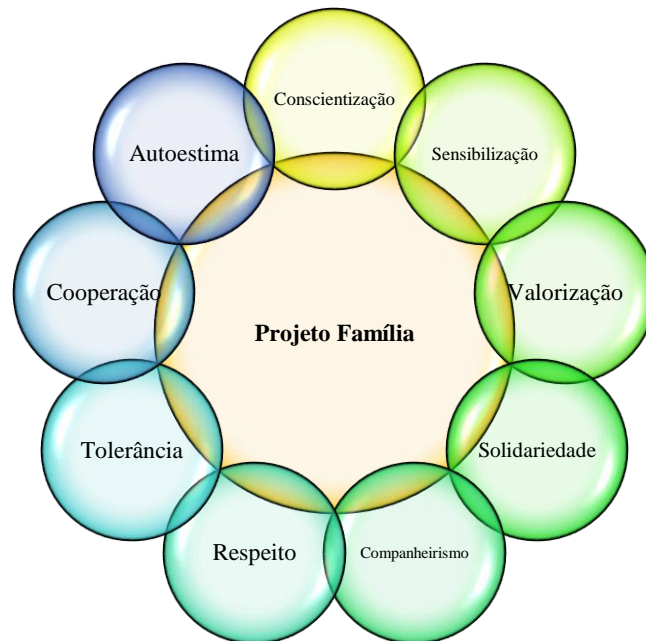 Conscientização
Sensibilização
Valorização
Solidariedade
Companheirismo
Respeito
Tolerância
Cooperação
Autoestima
Projeto Família